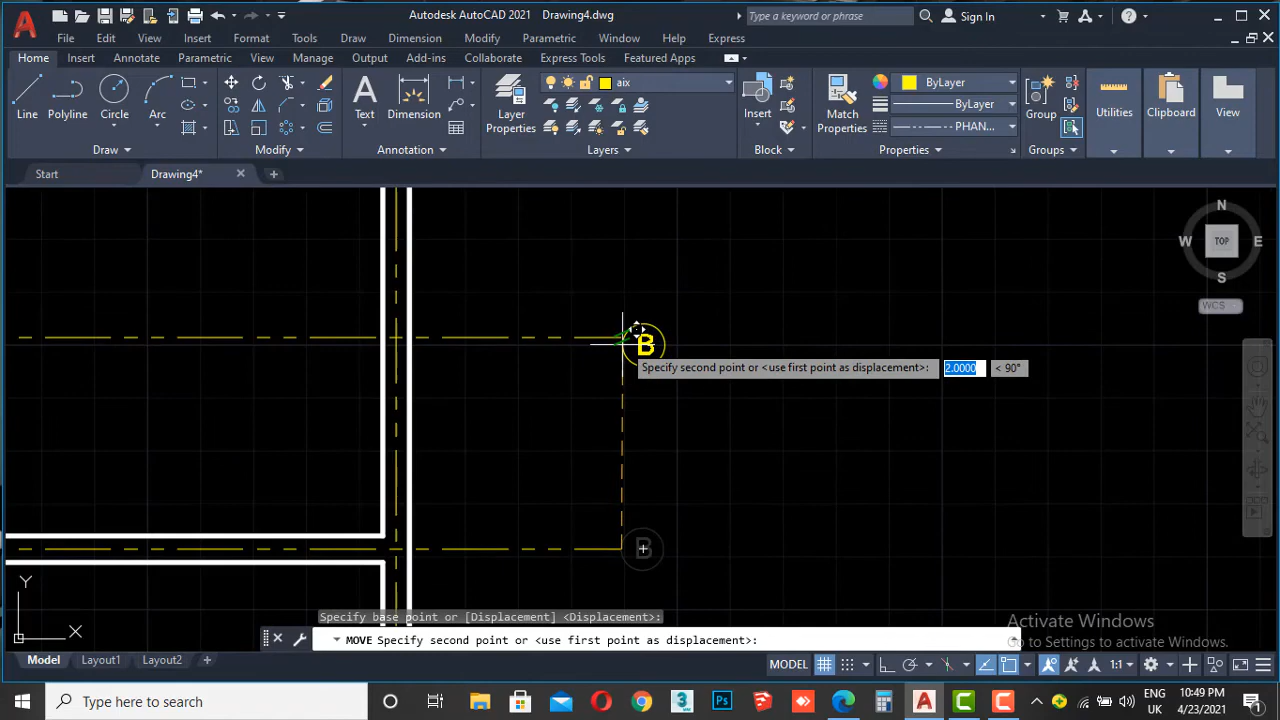 Autodesk AutoCAD 2021 Drawing4.dwg
Type a keyword or phrase
Sign In
File Edit View Insert Format Tools Draw Dimension Modify Parametric Window Help Express
Home Insert Annotate Parametric View Manage Output Add-ins Collaborate Express Tools Featured Apps
aix
ByLayer
ByLayer
PHAN...
Line Polyline Circle Arc
Text Dimension
Layer Properties
Insert
Match Properties
Group
Utilities
Clipboard
View
Draw Modify Annotation Layers Block Properties Groups
Start Drawing4*
N
W TOP E
S
WCS
B
Specify second point or <use first point as displacement>: 2.0000 < 90°
B
Y
X
Specify base point or [Displacement] <Displacement>:
MOVE Specify second point or <use first point as displacement>:
Activate Windows
Go to Settings to activate Windows.
Model Layout1 Layout2 +
MODEL
1:1
Type here to search
3
Ps
ENG
UK
10:49 PM
4/23/2021
1